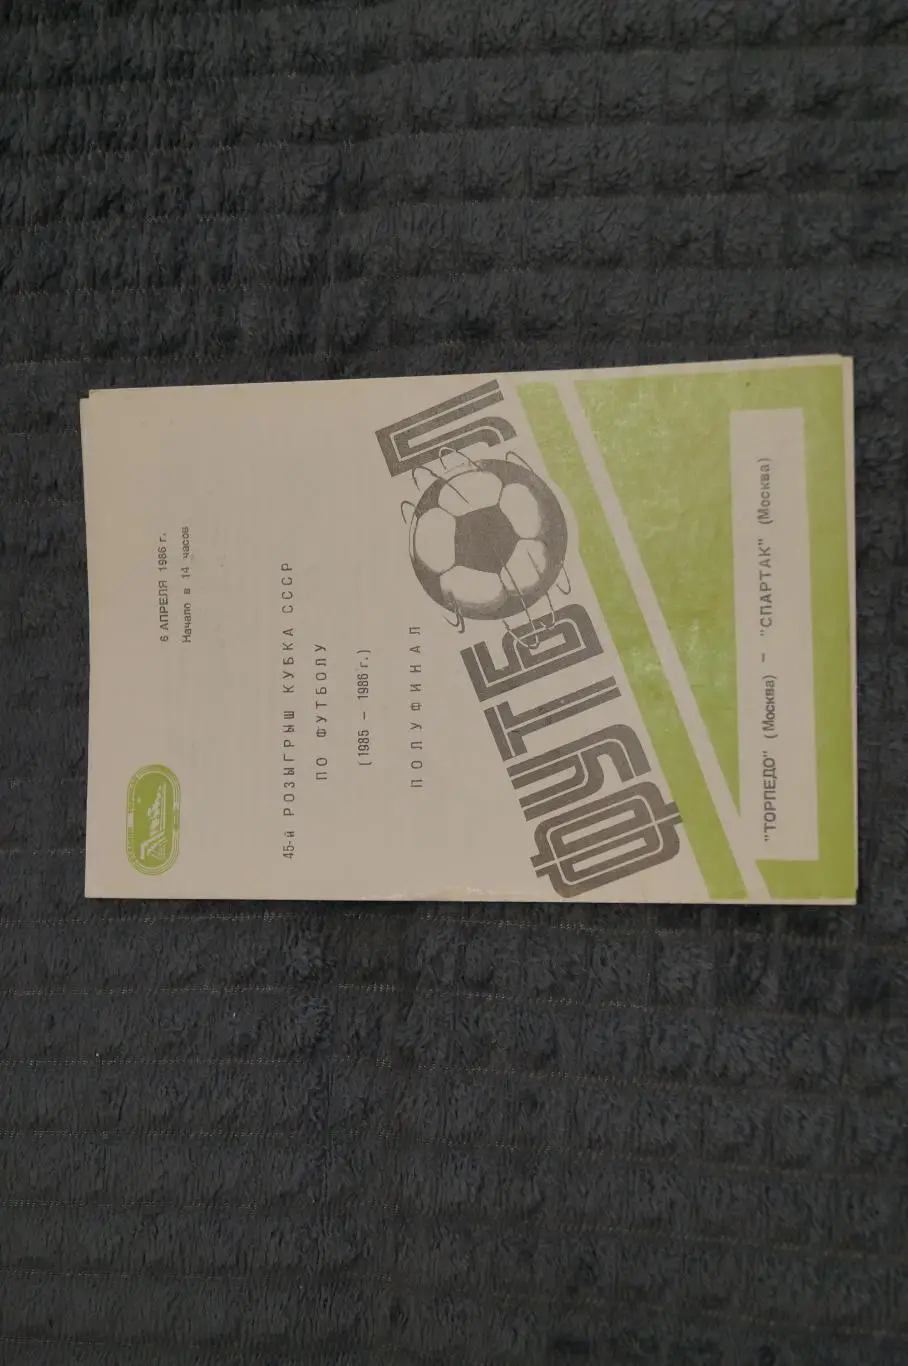 6 АПРЕЛЯ 1986 г.
Начало в 14 часов
45-й РОЗЫГРЫШ КУБКА СССР
ПО ФУТБОЛУ
(1985 – 1986 г.)
ПОЛУФИНАЛ
ФУТБОЛ
"ТОРПЕДО" (Москва) – "СПАРТАК" (Москва)